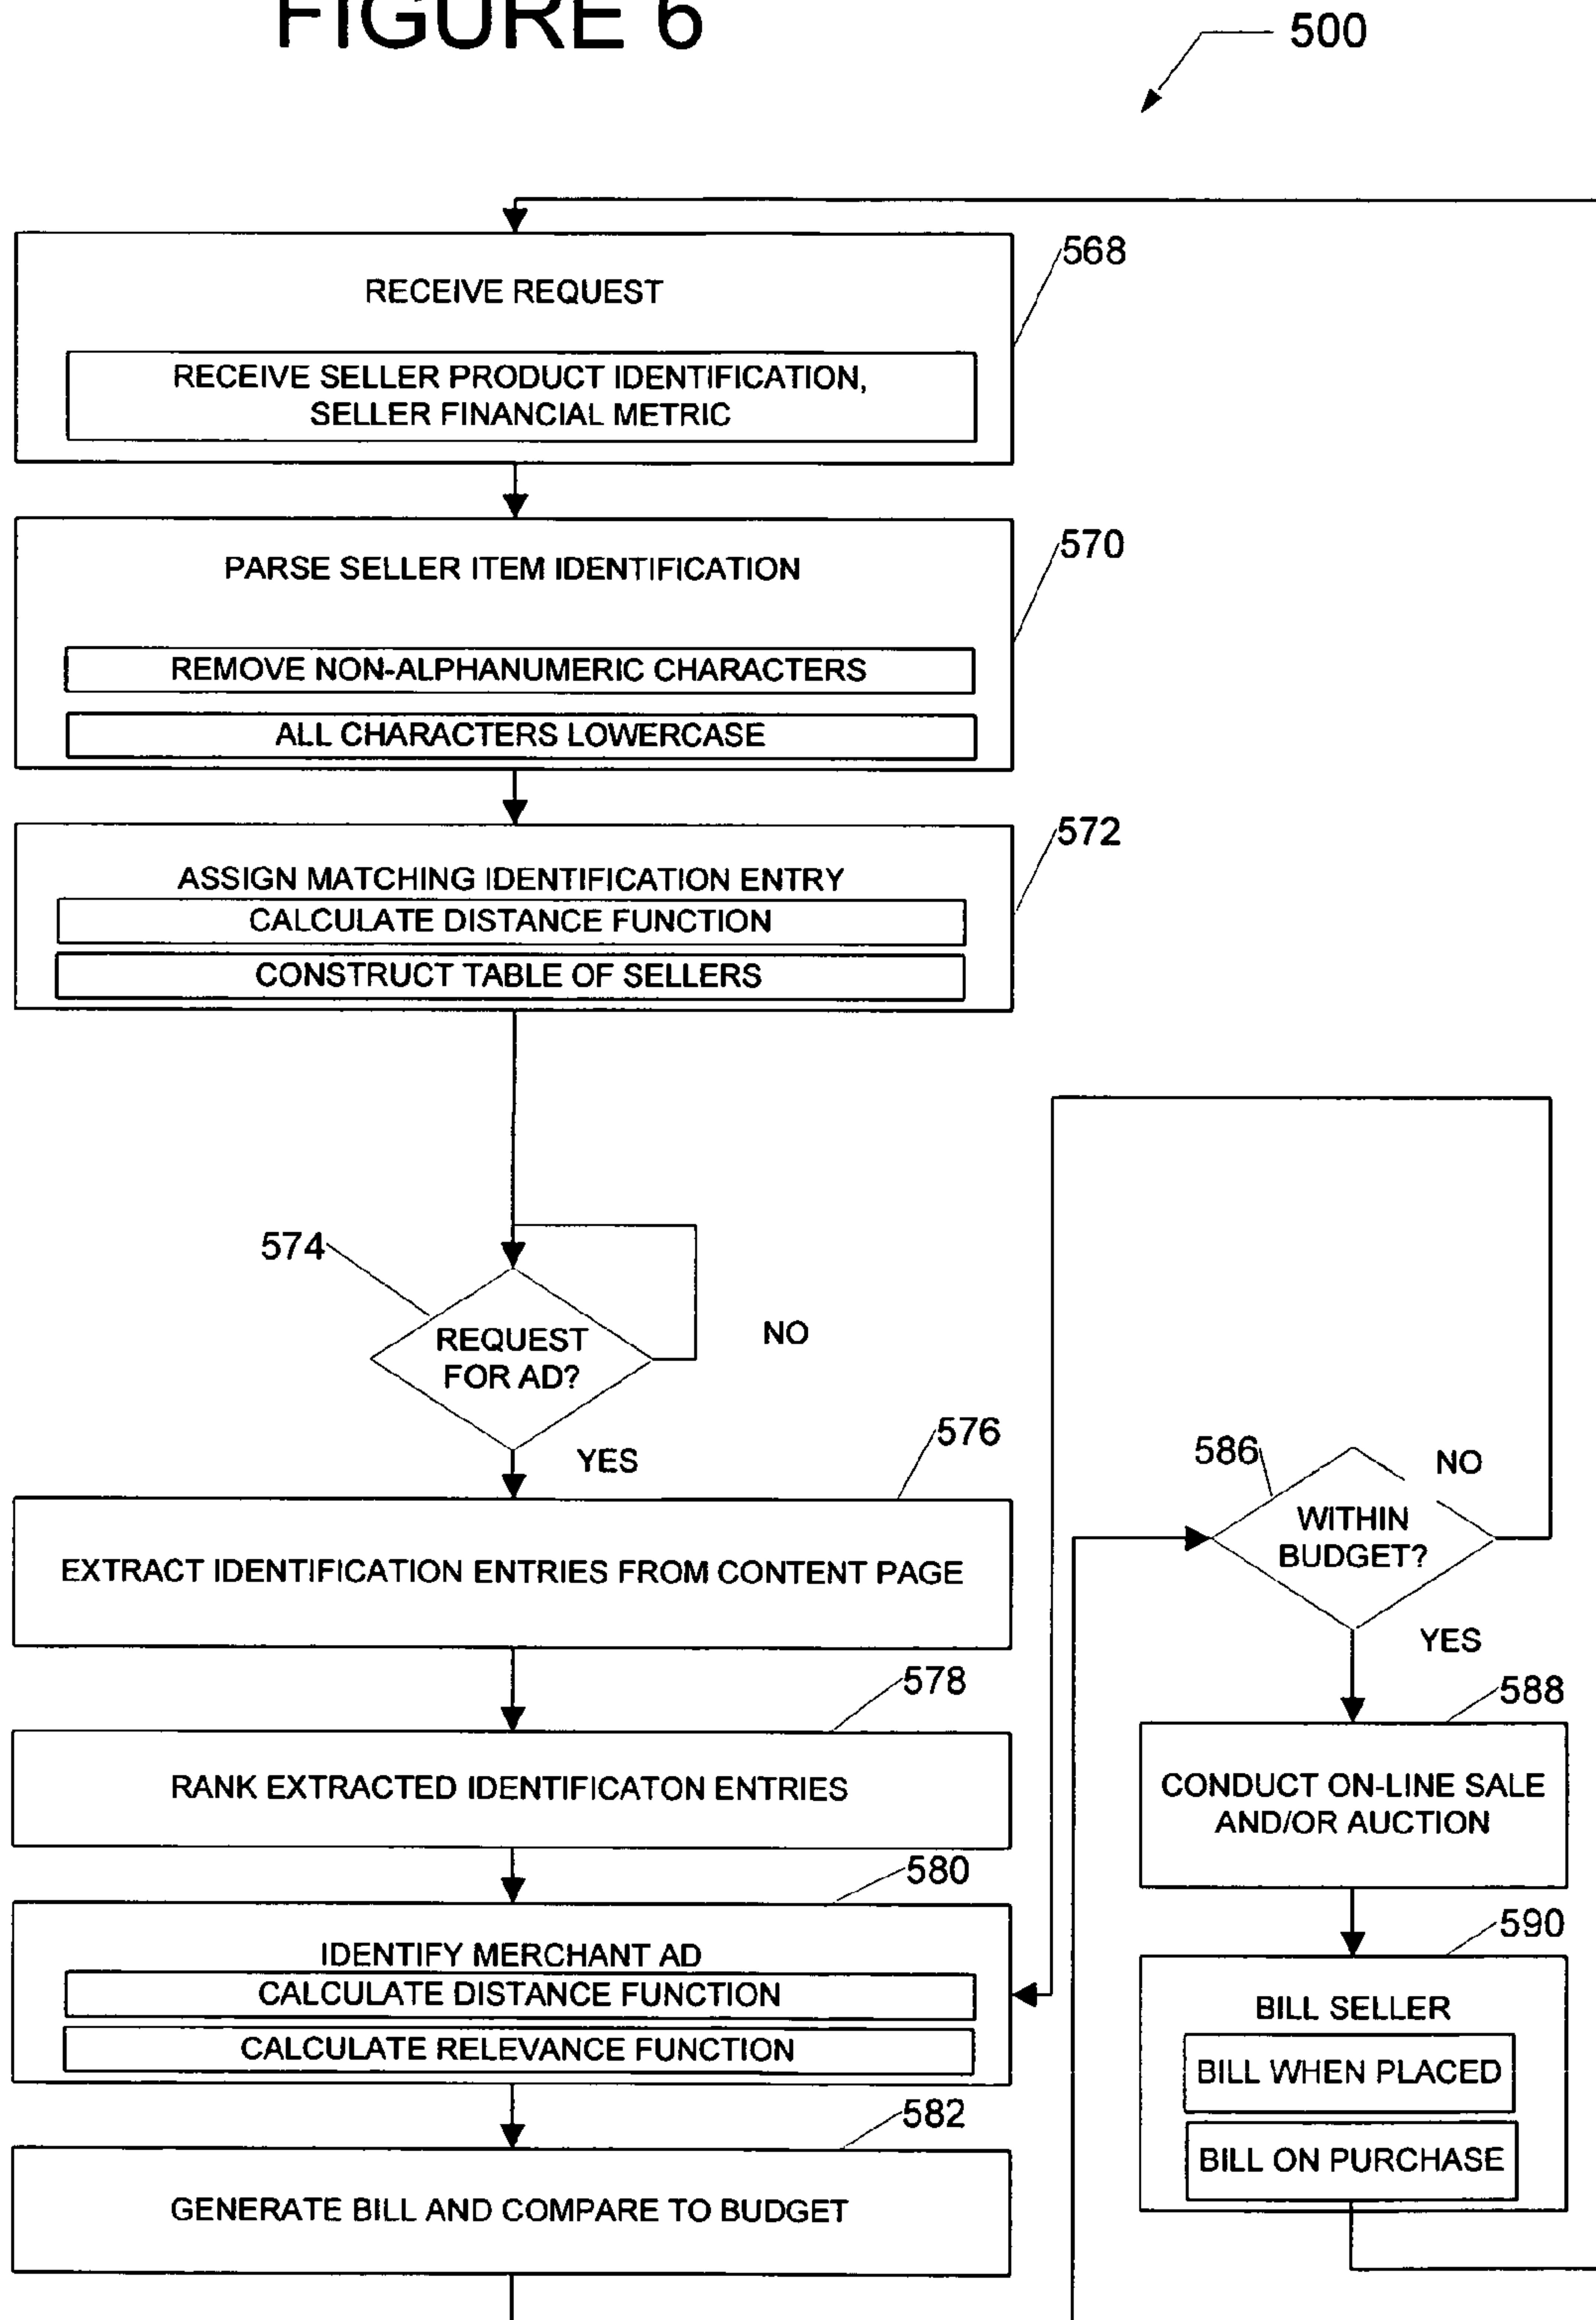 FIGURE 6
500
568
RECEIVE REQUEST
RECEIVE SELLER PRODUCT IDENTIFICATION,
SELLER FINANCIAL METRIC
570
PARSE SELLER ITEM IDENTIFICATION
REMOVE NON-ALPHANUMERIC CHARACTERS
ALL CHARACTERS LOWERCASE
572
ASSIGN MATCHING IDENTIFICATION ENTRY
CALCULATE DISTANCE FUNCTION
CONSTRUCT TABLE OF SELLERS
574
REQUEST
FOR AD?
NO
YES
576
EXTRACT IDENTIFICATION ENTRIES FROM CONTENT PAGE
578
RANK EXTRACTED IDENTIFICATON ENTRIES
580
IDENTIFY MERCHANT AD
CALCULATE DISTANCE FUNCTION
CALCULATE RELEVANCE FUNCTION
582
GENERATE BILL AND COMPARE TO BUDGET
586
NO
WITHIN
BUDGET?
YES
588
CONDUCT ON-LINE SALE
AND/OR AUCTION
590
BILL SELLER
BILL WHEN PLACED
BILL ON PURCHASE